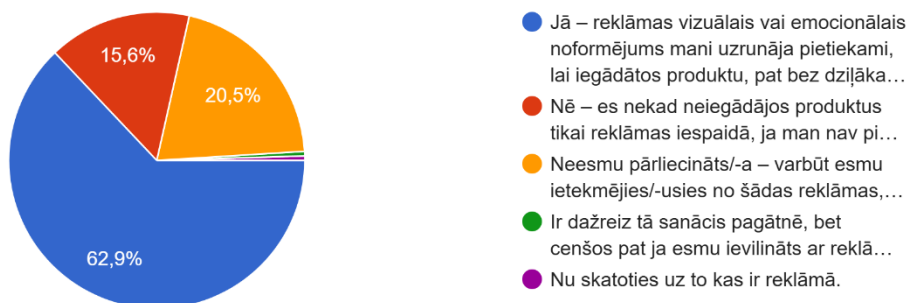 15,6%
20,5%
62,9%
Jā – reklāmas vizuālais vai emocionālais
noformējums mani uzrunāja pietiekami,
lai iegādātos produktu, pat bez dziļāka…
Nē – es nekad neiegādājos produktus
tikai reklāmas iespaidā, ja man nav pi…
Neesmu pārliecināts/-a – varbūt esmu
ietekmējies/-usies no šādas reklāmas,…
Ir dažreiz tā sanācis pagātnē, bet
cenšos pat ja esmu ievilināts ar reklā…
Nu skatoties uz to kas ir reklāmā.